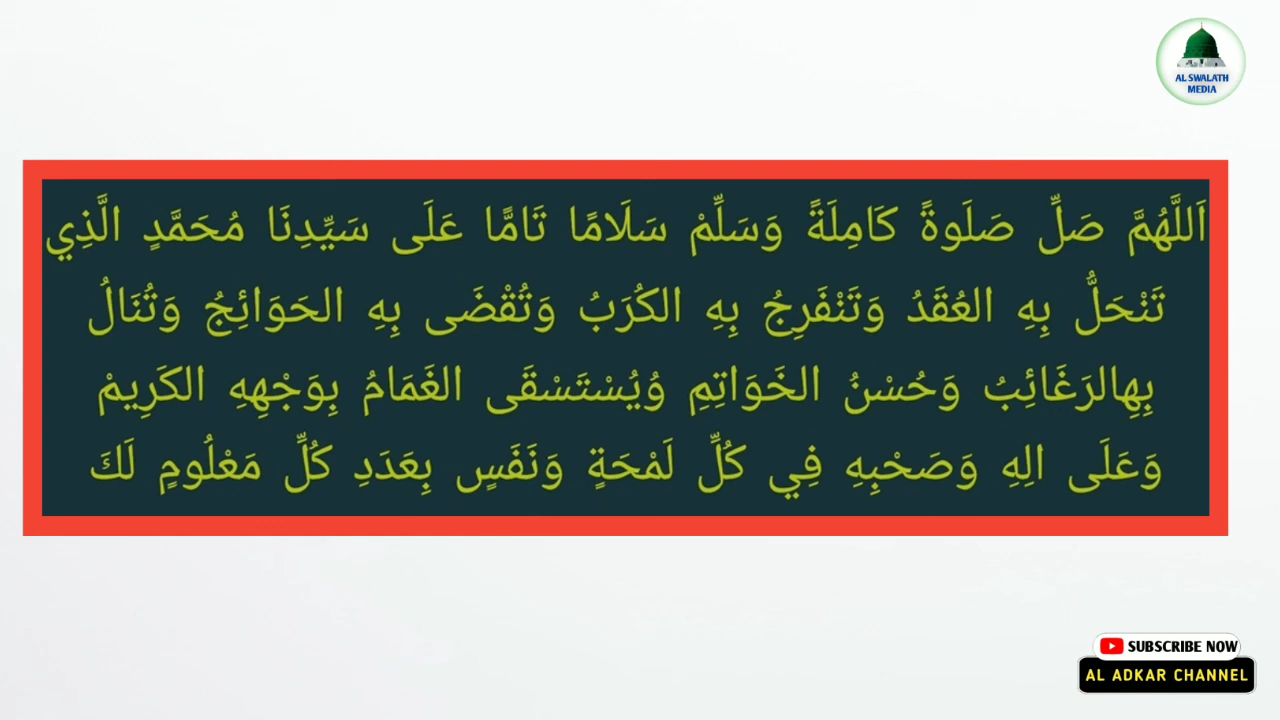 AL SWALATH
MEDIA
اَللَّهُمَّ صَلِّ صَلَوةً كَامِلَةً وَسَلِّمْ سَلَامًا تَامًّا عَلَى سَيِّدِنَا مُحَمَّدٍ الَّذِي
تَنْحَلُّ بِهِ العُقَدُ وَتَنْفَرِجُ بِهِ الكُرَبُ وَتُقْضَى بِهِ الحَوَائِجُ وَتُنَالُ
بِهِالرَغَائِبُ وَحُسْنُ الخَوَاتِمِ وُيُسْتَسْقَى الغَمَامُ بِوَجْهِهِ الكَرِيمْ
وَعَلَى الِهِ وَصَحْبِهِ فِي كُلِّ لَمْحَةٍ وَنَفَسٍ بِعَدَدِ كُلِّ مَعْلُومٍ لَكَ
SUBSCRIBE NOW
AL ADKAR CHANNEL